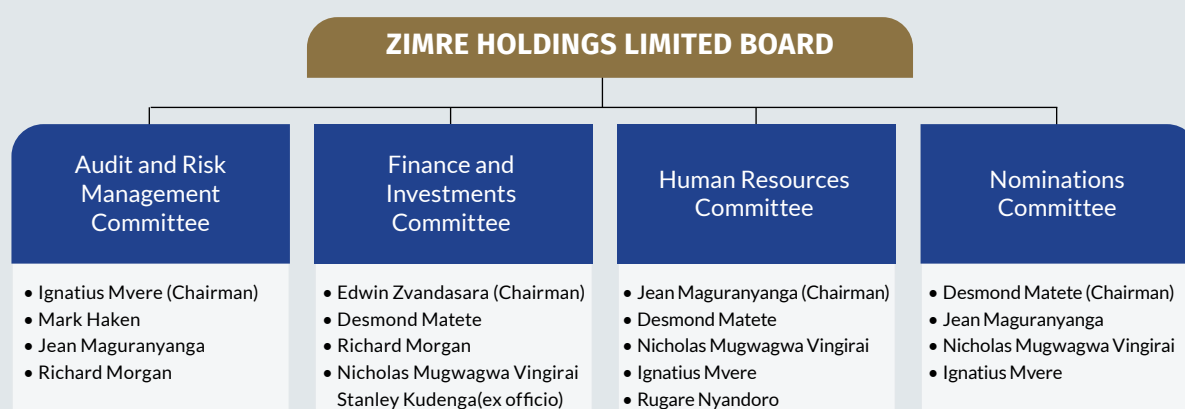 ZIMRE HOLDINGS LIMITED BOARD
Audit and Risk
Management
Committee
• Ignatius Mvere (Chairman)
• Mark Haken
• Jean Maguranyanga
• Richard Morgan
Finance and
Investments
Committee
• Edwin Zvandasara (Chairman)
• Desmond Matete
• Richard Morgan
• Nicholas Mugwagwa Vingirai
Stanley Kudenga(ex officio)
Human Resources
Committee
• Jean Maguranyanga (Chairman)
• Desmond Matete
• Nicholas Mugwagwa Vingirai
• Ignatius Mvere
• Rugare Nyandoro
Nominations
Committee
• Desmond Matete (Chairman)
• Jean Maguranyanga
• Nicholas Mugwagwa Vingirai
• Ignatius Mvere